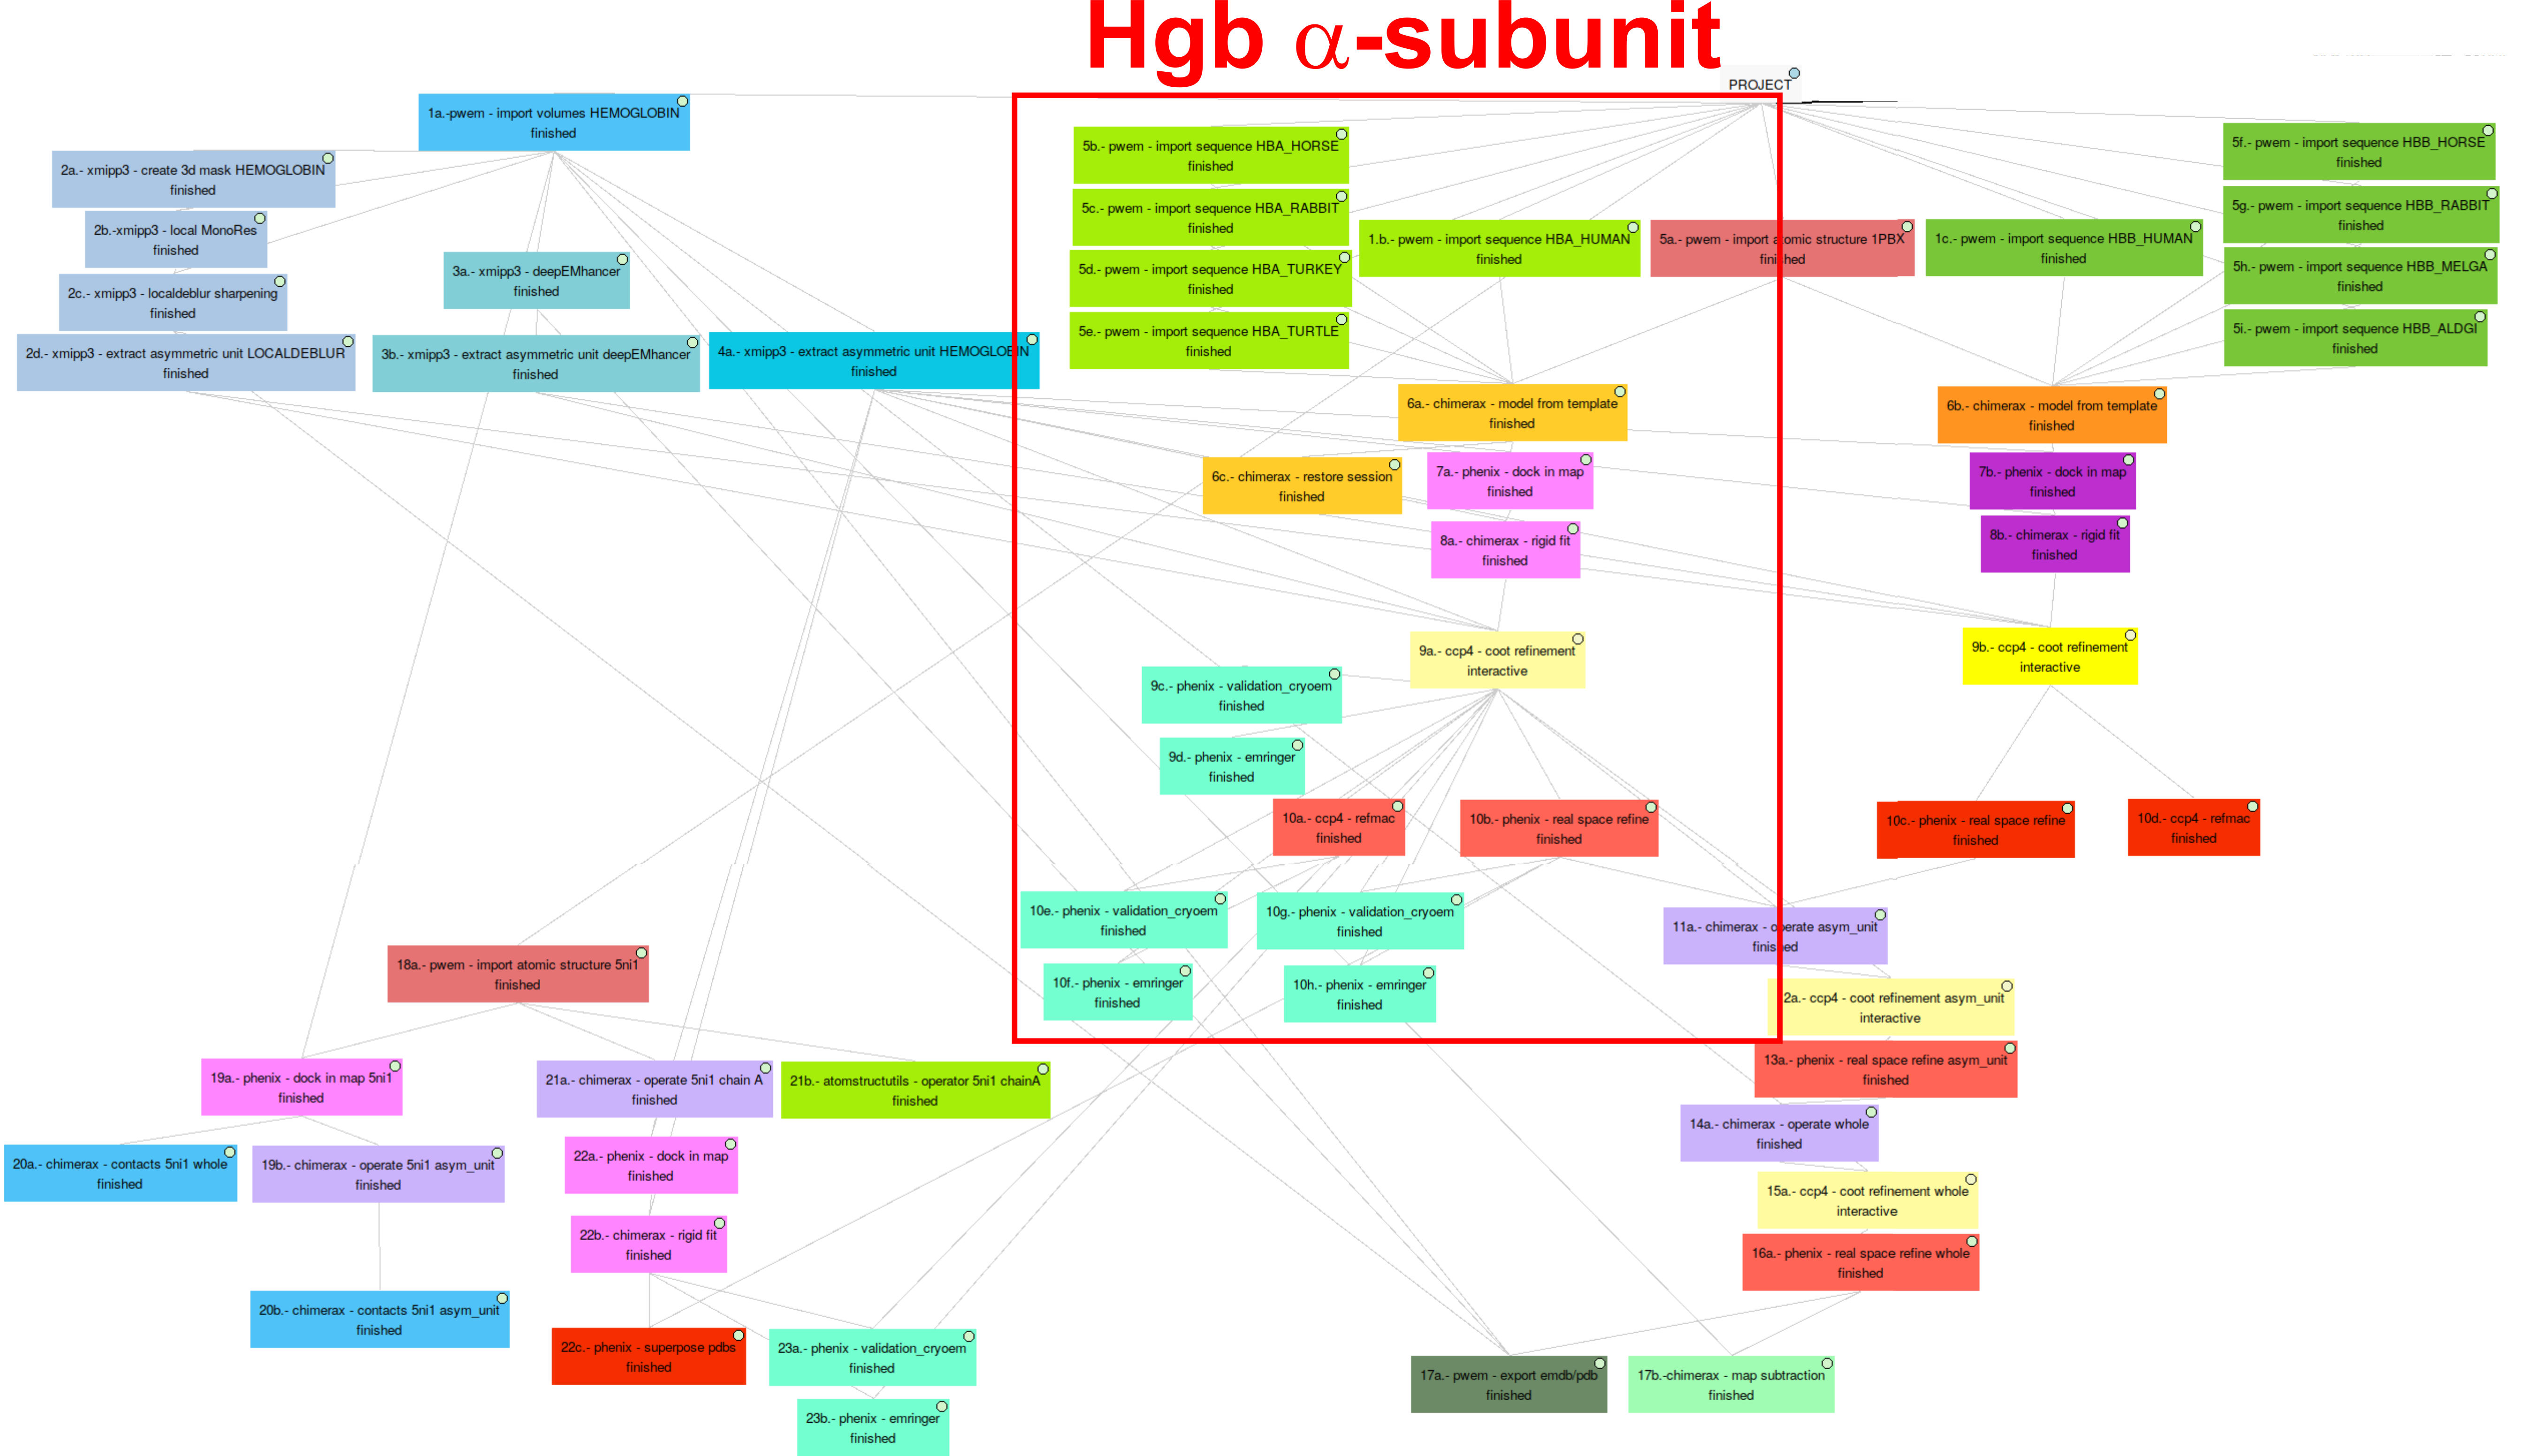 Hgb α-subunit
PROJECT
1a.-pwem - import volumes HEMOGLOBIN
finished
2a.- xmipp3 - create 3d mask HEMOGLOBIN
finished
2b.-xmipp3 - local MonoRes
finished
2c.- xmipp3 - localdeblur sharpening
finished
2d.- xmipp3 - extract asymmetric unit LOCALDEBLUR
finished
3a.- xmipp3 - deepEMhancer
finished
3b.- xmipp3 - extract asymmetric unit deepEMhancer
finished
4a.- xmipp3 - extract asymmetric unit HEMOGLOBIN
finished
5b.- pwem - import sequence HBA_HORSE
finished
5c.- pwem - import sequence HBA_RABBIT
finished
5d.- pwem - import sequence HBA_TURKEY
finished
5e.- pwem - import sequence HBA_TURTLE
finished
1.b.- pwem - import sequence HBA_HUMAN
finished
5a.- pwem - import atomic structure 1PBX
finished
1c.- pwem - import sequence HBB_HUMAN
finished
5f.- pwem - import sequence HBB_HORSE
finished
5g.- pwem - import sequence HBB_RABBIT
finished
5h.- pwem - import sequence HBB_MELGA
finished
5i.- pwem - import sequence HBB_ALDGI
finished
6a.- chimerax - model from template
finished
6b.- chimerax - model from template
finished
6c.- chimerax - restore session
finished
7a.- phenix - dock in map
finished
7b.- phenix - dock in map
finished
8a.- chimerax - rigid fit
finished
8b.- chimerax - rigid fit
finished
9a.- ccp4 - coot refinement
interactive
9b.- ccp4 - coot refinement
interactive
9c.- phenix - validation_cryoem
finished
9d.- phenix - emringer
finished
10a.- ccp4 - refmac
finished
10b.- phenix - real space refine
finished
10c.- phenix - real space refine
finished
10d.- ccp4 - refmac
finished
10e.- phenix - validation_cryoem
finished
10g.- phenix - validation_cryoem
finished
10f.- phenix - emringer
finished
10h.- phenix - emringer
finished
11a.- chimerax - operate asym_unit
finished
2a.- ccp4 - coot refinement asym_unit
interactive
13a.- phenix - real space refine asym_unit
finished
14a.- chimerax - operate whole
finished
15a.- ccp4 - coot refinement whole
interactive
16a.- phenix - real space refine whole
finished
17a.- pwem - export emdb/pdb
finished
17b.-chimerax - map subtraction
finished
18a.- pwem - import atomic structure 5ni1
finished
19a.- phenix - dock in map 5ni1
finished
21a.- chimerax - operate 5ni1 chain A
finished
21b.- atomstructutils - operator 5ni1 chainA
finished
20a.- chimerax - contacts 5ni1 whole
finished
19b.- chimerax - operate 5ni1 asym_unit
finished
22a.- phenix - dock in map
finished
22b.- chimerax - rigid fit
finished
20b.- chimerax - contacts 5ni1 asym_unit
finished
22c.- phenix - superpose pdbs
finished
23a.- phenix - validation_cryoem
finished
23b.- phenix - emringer
finished